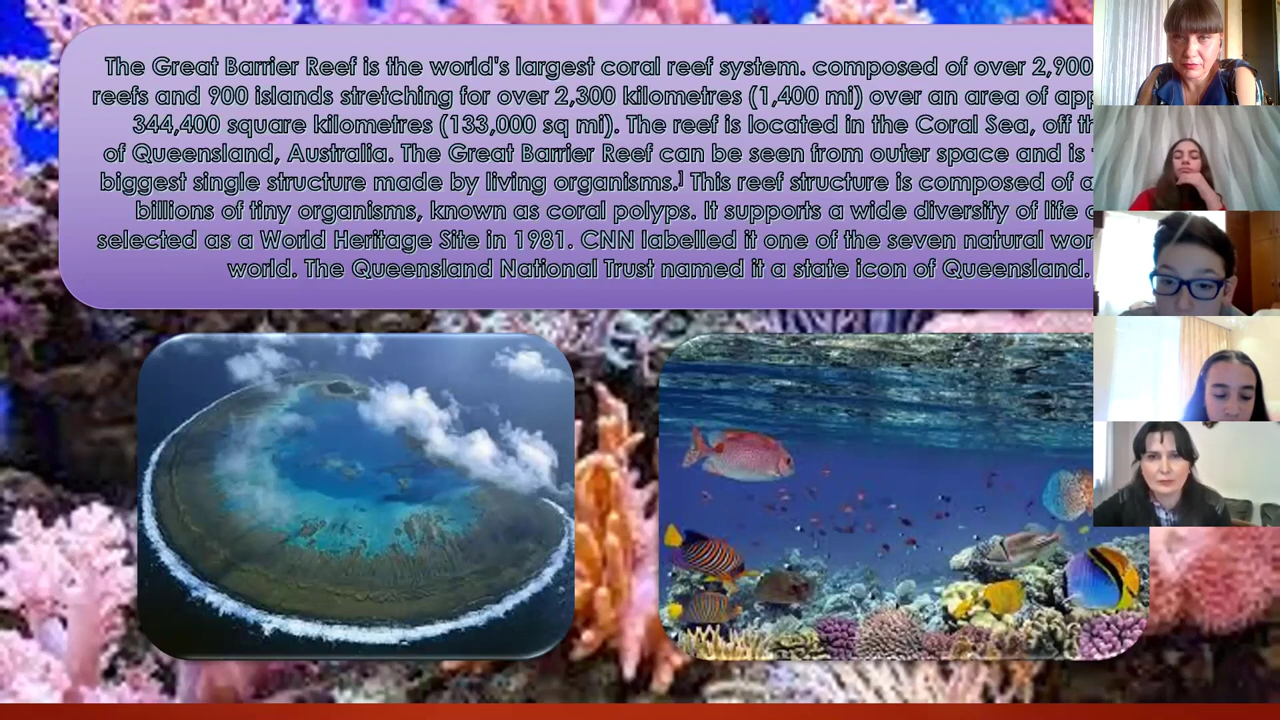 The Great Barrier Reef is the world's largest coral reef system. composed of over 2,900
reefs and 900 islands stretching for over 2,300 kilometres (1,400 mi) over an area of
344,400 square kilometres (133,000 sq mi). The reef is located in the Coral Sea, off
of Queensland, Australia. The Great Barrier Reef can be seen from outer space and is
biggest single structure made by living organisms.] This reef structure is composed of
billions of tiny organisms, known as coral polyps. It supports a wide diversity of life
selected as a World Heritage Site in 1981. CNN labelled it one of the seven natural
world. The Queensland National Trust named it a state icon of Queensland.